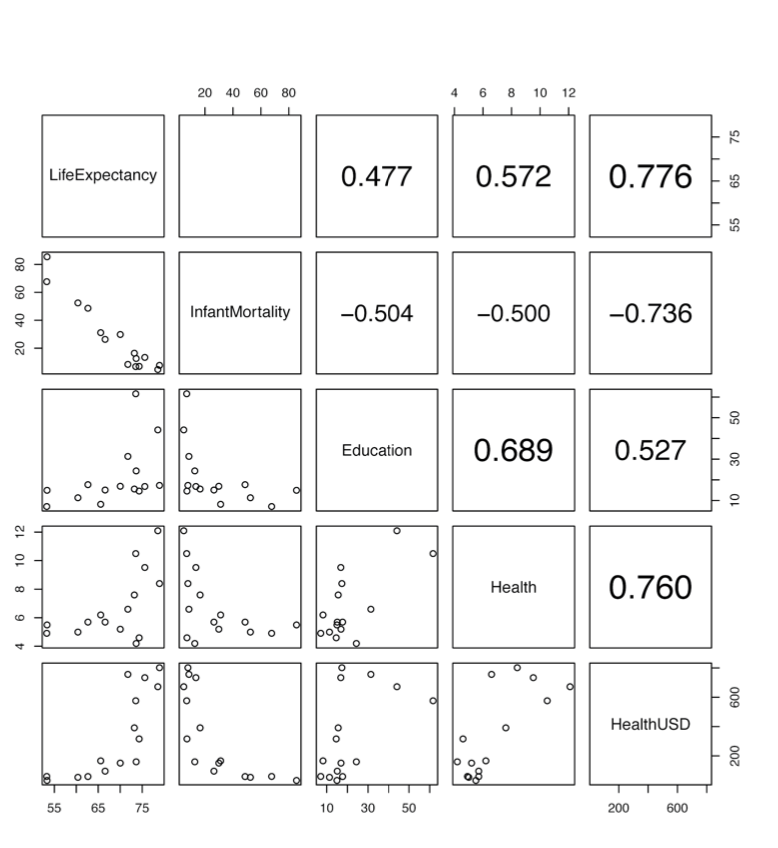 20 40 60 80
4 6 8 10 12
LifeExpectancy
0.477
0.572
0.776
55 65 75
20 40 60 80
InfantMortality
−0.504
−0.500
−0.736
Education
0.689
0.527
10 30 50
4 6 8 10 12
Health
0.760
HealthUSD
200 600
55 65 75
10 30 50
200 600